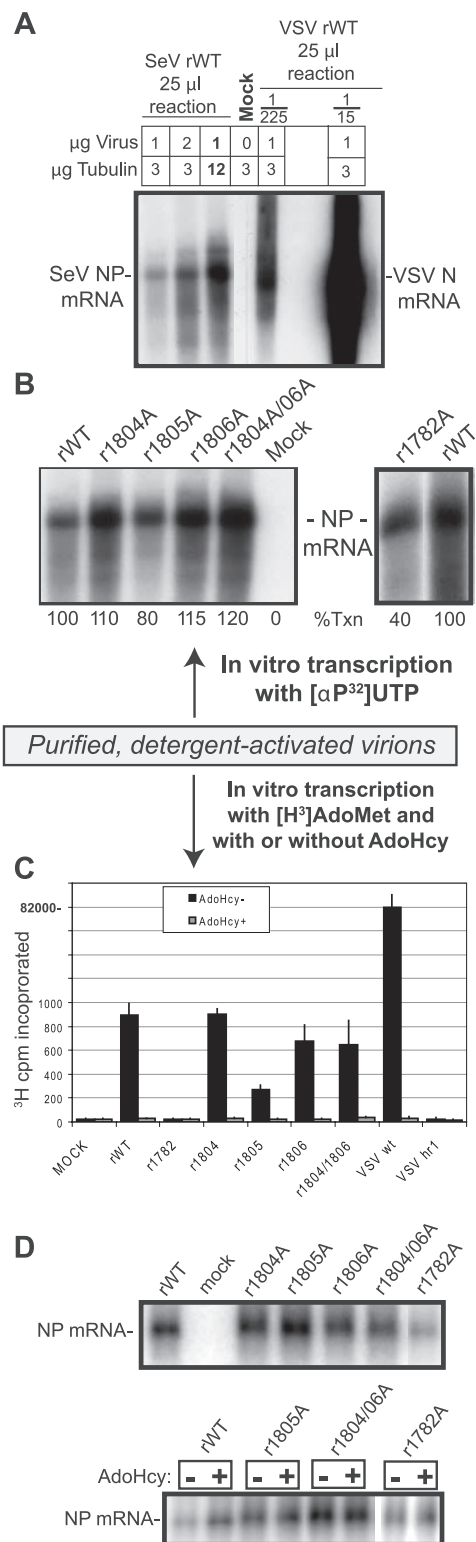 A
SeV rWT
25 µl
reaction
Mock
VSV rWT
25 µl
reaction
1
225
1
15
µg Virus 1 2 1 0 1 1
µg Tubulin 3 3 12 3 3 3
SeV NP-
mRNA
-VSV N
mRNA
B
rWT
r1804A
r1805A
r1806A
r1804A/06A
Mock
r1782A
rWT
- NP -
mRNA
100 110 80 115 120 0 %Txn 40 100
In vitro transcription
with [αP³²]UTP
Purified, detergent-activated virions
In vitro transcription
with [H³]AdoMet and
with or without AdoHcy
C
AdoHcy-
AdoHcy+
³H cpm incoprorated
82000-
1000
800
600
400
200
0
MOCK
rWT
r1782
r1804
r1805
r1806
r1804/1806
VSV wt
VSV hr1
D
rWT
mock
r1804A
r1805A
r1806A
r1804/06A
r1782A
NP mRNA-
rWT
r1805A
r1804/06A
r1782A
AdoHcy: - + - + - + - +
NP mRNA-